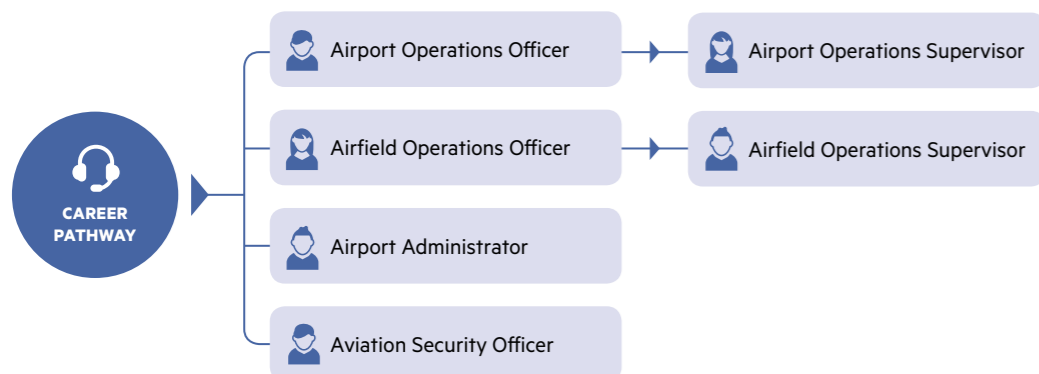 CAREER
PATHWAY
Airport Operations Officer
Airport Operations Supervisor
Airfield Operations Officer
Airfield Operations Supervisor
Airport Administrator
Aviation Security Officer